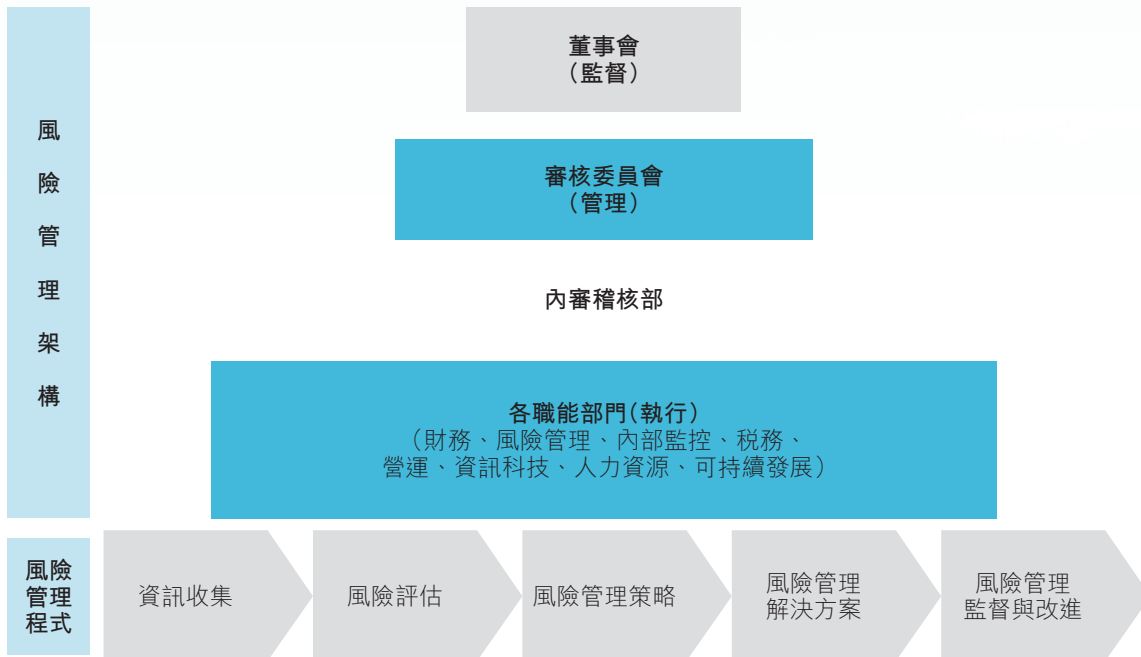 風險管理架構
董事會
（監督）
審核委員會
（管理）
內審稽核部
各職能部門（執行）
（財務、風險管理、內部監控、税務、
營運、資訊科技、人力資源、可持續發展）
風險
管理
程式
資訊收集
風險評估
風險管理策略
風險管理
解決方案
風險管理
監督與改進